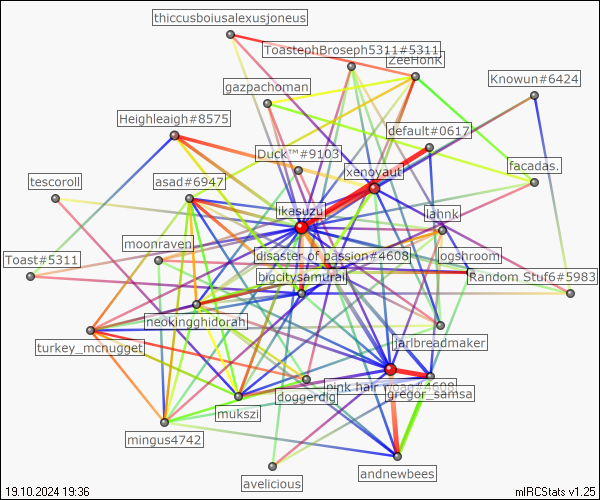 thiccusboiusalexusjoneus
ToastephBroseph5311#5311
ZeeHonK
Knowun#6424
gazpachoman
Heighleaigh#8575
default#0617
Duck™#9103
xenoyaut
facadas.
tescoroll
asad#6947
ikasuzu
lahnk
moonraven
disaster of passion#4608
ogshroom
Toast#5311
bigcitysamurai
Random Stuf6#5983
neokingghidorah
turkey_mcnugget
jarlbreadmaker
doggerdlg
pink hair woag#4608
gregor_samsa
mukszi
mingus4742
andnewbees
avelicious
19.10.2024 19:36
mIRCStats v1.25